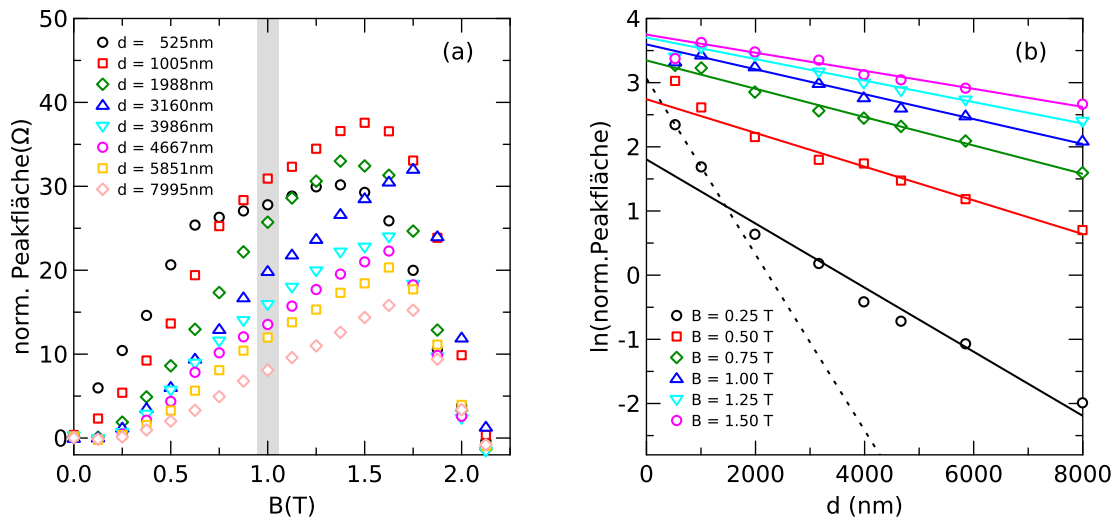 50
40
30
20
10
0
norm. Peakfläche(Ω)
(a)
d = 525nm
d = 1005nm
d = 1988nm
d = 3160nm
d = 3986nm
d = 4667nm
d = 5851nm
d = 7995nm
0.0 0.5 1.0 1.5 2.0
B(T)
4
3
2
1
0
-1
-2
ln(norm.Peakfläche)
(b)
B = 0.25 T
B = 0.50 T
B = 0.75 T
B = 1.00 T
B = 1.25 T
B = 1.50 T
0 2000 4000 6000 8000
d (nm)